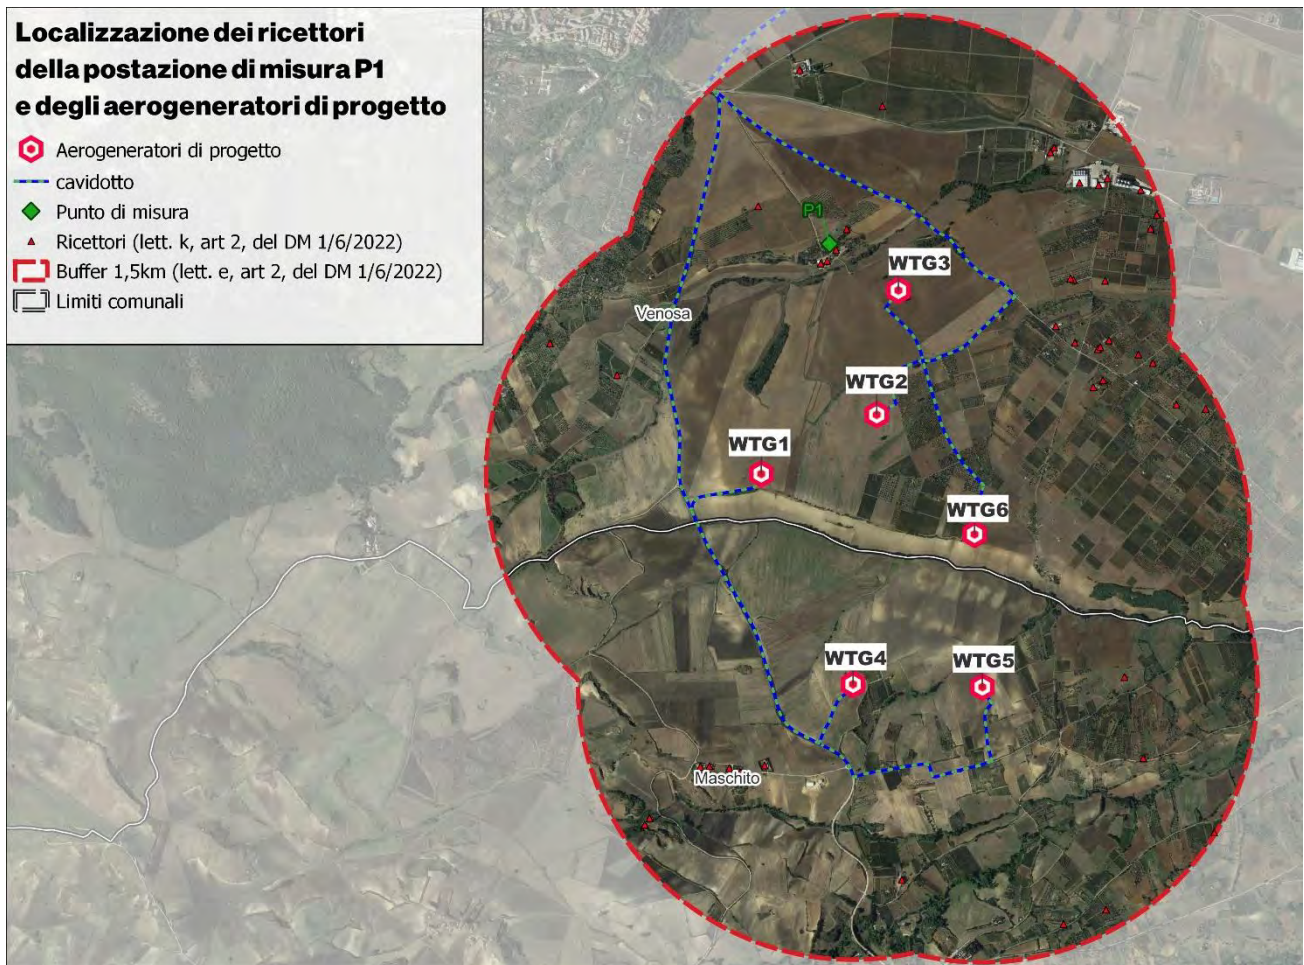 Localizzazione dei ricettori
della postazione di misura P1
e degli aerogeneratori di progetto
Aerogeneratori di progetto
cavidotto
Punto di misura
Ricettori (lett. k, art 2, del DM 1/6/2022)
Buffer 1,5km (lett. e, art 2, del DM 1/6/2022)
Limiti comunali
P1
WTG3
Venosa
WTG2
WTG1
WTG6
WTG4
WTG5
Maschito